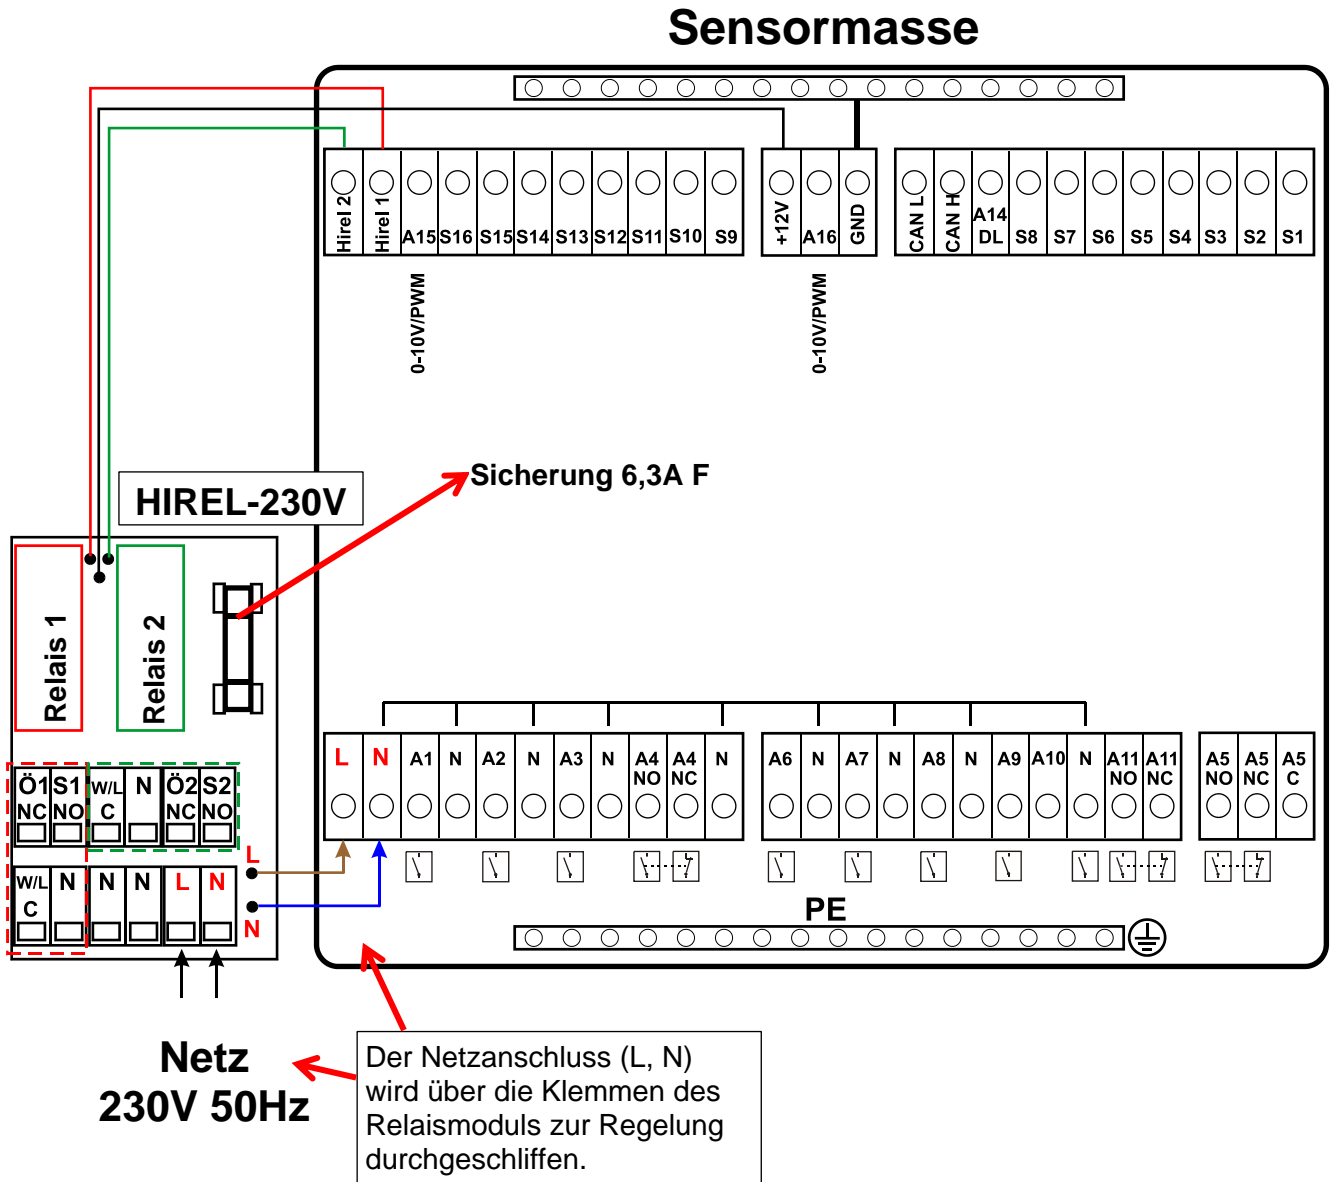 Sensormasse
Hirel 2 Hirel 1 A15 S16 S15 S14 S13 S12 S11 S10 S9
+12V A16 GND
CAN L CAN H A14 DL S8 S7 S6 S5 S4 S3 S2 S1
0-10V/PWM
0-10V/PWM
Sicherung 6,3A F
HIREL-230V
Relais 1
Relais 2
L N A1 N A2 N A3 N A4 NO A4 NC N
A6 N A7 N A8 N A9 A10 N A11 NO A11 NC
A5 NO A5 NC A5 C
Ö1 NC S1 NO W/L C N Ö2 NC S2 NO
L
W/L C N N N L N
N
PE
Netz
230V 50Hz
Der Netzanschluss (L, N)
wird über die Klemmen des
Relaismoduls zur Regelung
durchgeschliffen.